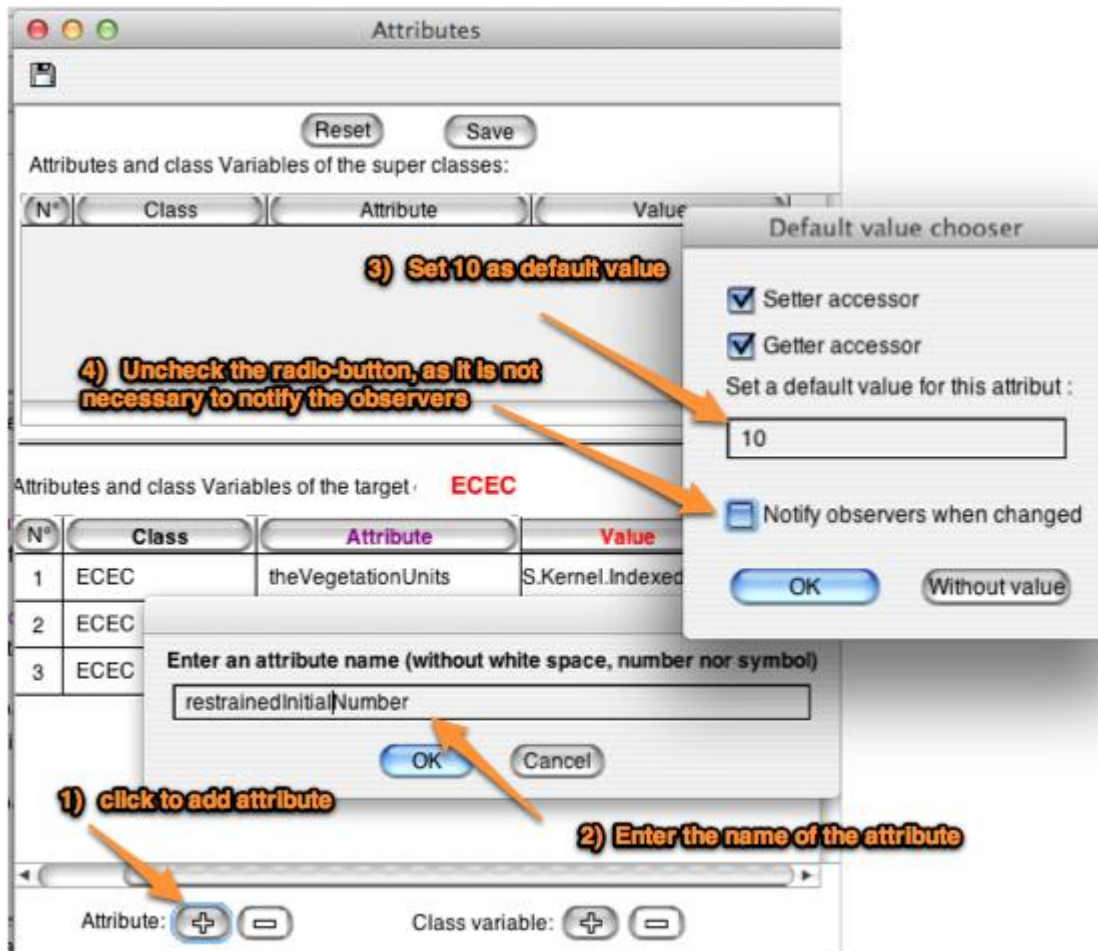 Attributes
Reset Save
Attributes and class Variables of the super classes:
N° Class Attribute Value
3) Set 10 as default value
4) Uncheck the radio-button, as it is not
necessary to notify the observers
Default value chooser
Setter accessor
Getter accessor
Set a default value for this attribut :
10
Notify observers when changed
OK Without value
Attributes and class Variables of the target ECEC
N° Class Attribute Value
1 ECEC theVegetationUnits S.Kernel.Indexed
2 ECEC
3 ECEC
Enter an attribute name (without white space, number nor symbol)
restrainedInitialNumber
OK Cancel
1) click to add attribute
2) Enter the name of the attribute
Attribute: Class variable: